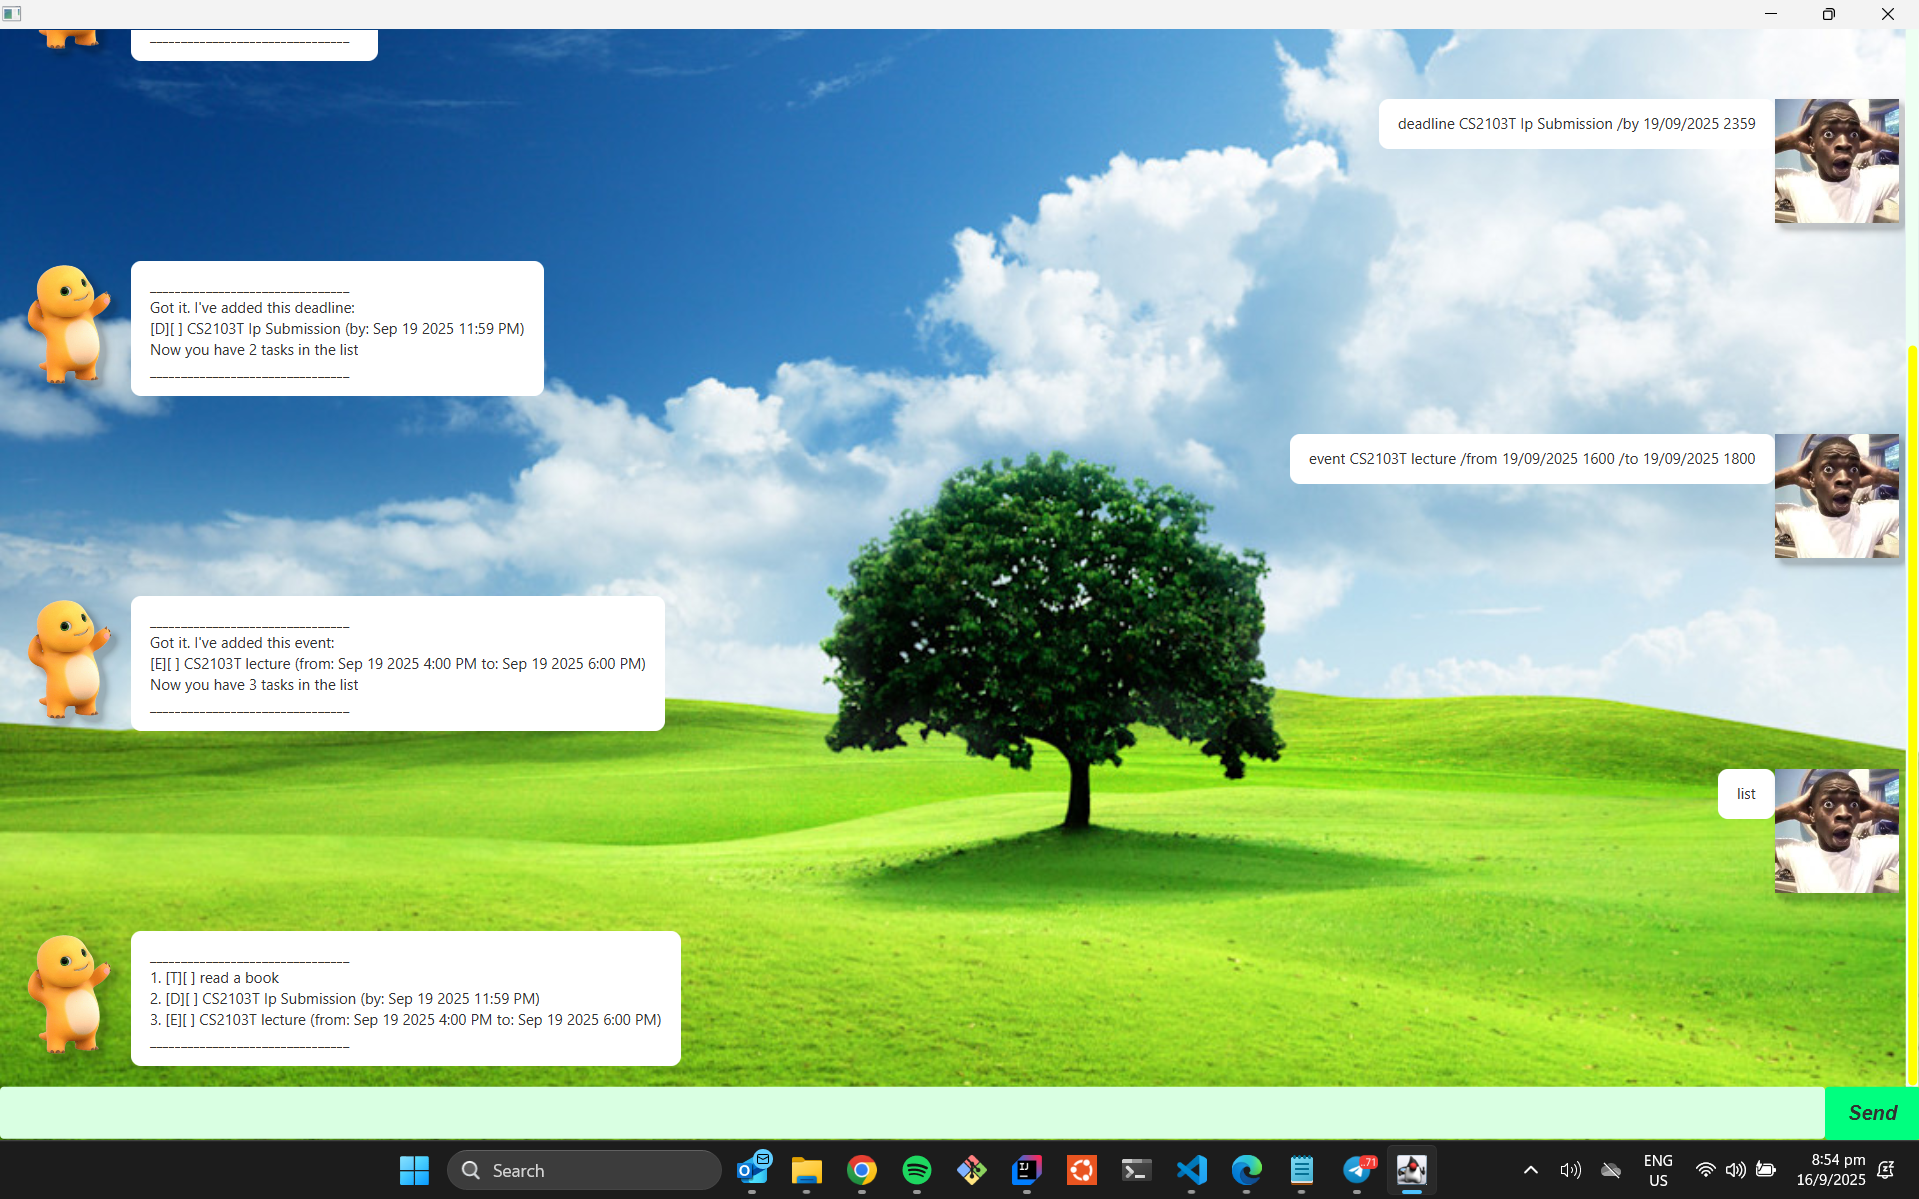 ________________________________
deadline CS2103T Ip Submission /by 19/09/2025 2359
________________________________
Got it. I've added this deadline:
[D][ ] CS2103T Ip Submission (by: Sep 19 2025 11:59 PM)
Now you have 2 tasks in the list
________________________________
event CS2103T lecture /from 19/09/2025 1600 /to 19/09/2025 1800
________________________________
Got it. I've added this event:
[E][ ] CS2103T lecture (from: Sep 19 2025 4:00 PM to: Sep 19 2025 6:00 PM)
Now you have 3 tasks in the list
________________________________
list
________________________________
1. [T][ ] read a book
2. [D][ ] CS2103T Ip Submission (by: Sep 19 2025 11:59 PM)
3. [E][ ] CS2103T lecture (from: Sep 19 2025 4:00 PM to: Sep 19 2025 6:00 PM)
________________________________
Send
Search
71
ENG
US
8:54 pm
16/9/2025